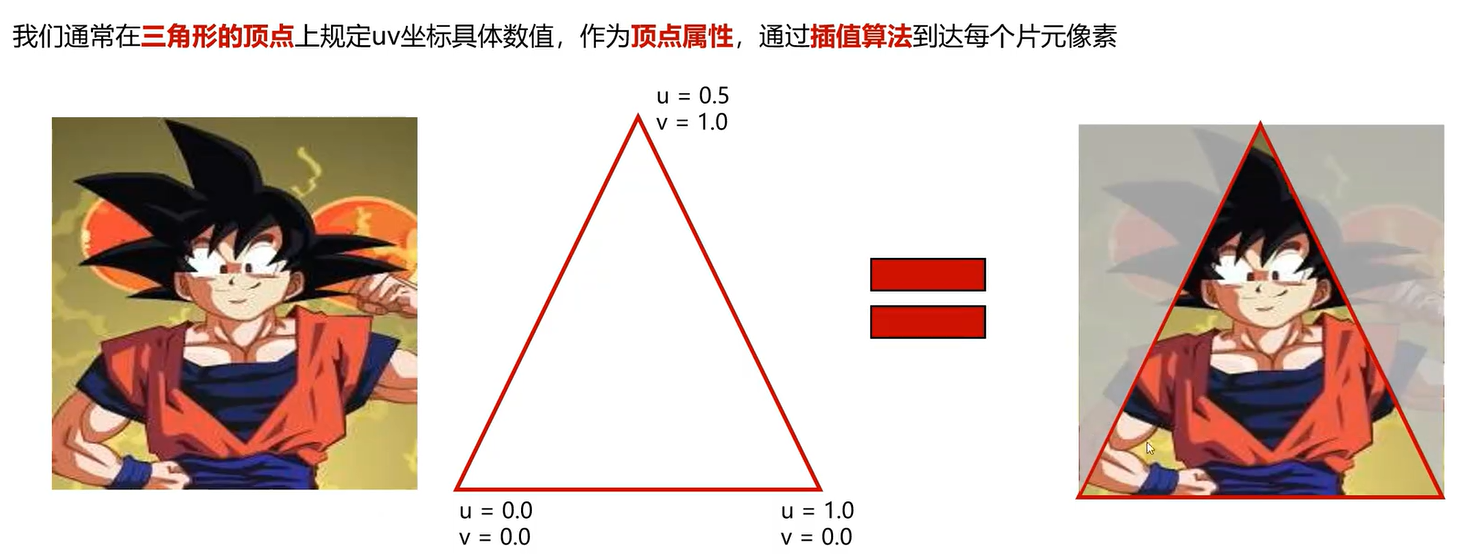 我们通常在三角形的顶点上规定uv坐标具体数值，作为顶点属性，通过插值算法到达每个片元像素
u = 0.5
v = 1.0
u = 0.0
v = 0.0
u = 1.0
v = 0.0